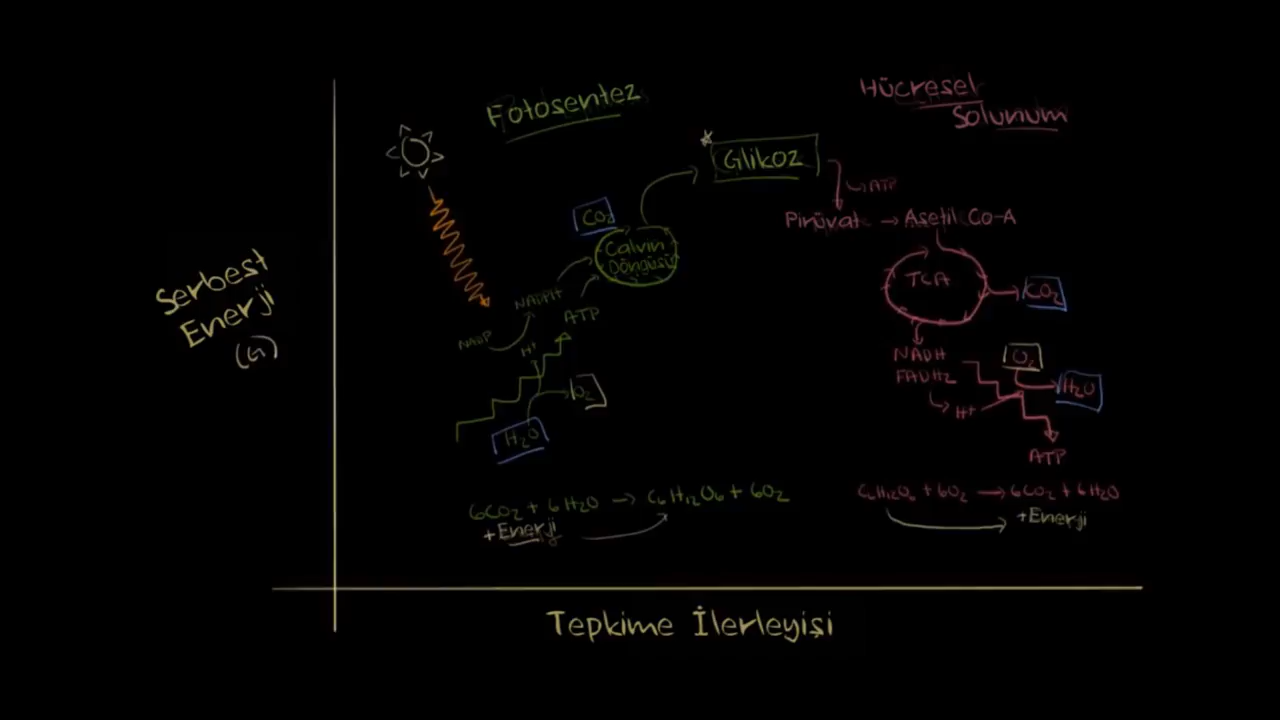 Fotosentez
Hücresel
Solunum
Glikoz
ATP
CO₂
Pirüvat → Asetil Co-A
Calvin
Döngüsü
TCA
CO₂
Serbest
Enerji
(G)
NADPH
ATP
NADP
H⁺
O₂
NADH
FADH₂
O₂
H₂O
H⁺
H₂O
ATP
6CO₂ + 6H₂O → C₆H₁₂O₆ + 6O₂
+Enerji
C₆H₁₂O₆ + 6O₂ → 6CO₂ + 6H₂O
+Enerji
Tepkime İlerleyişi